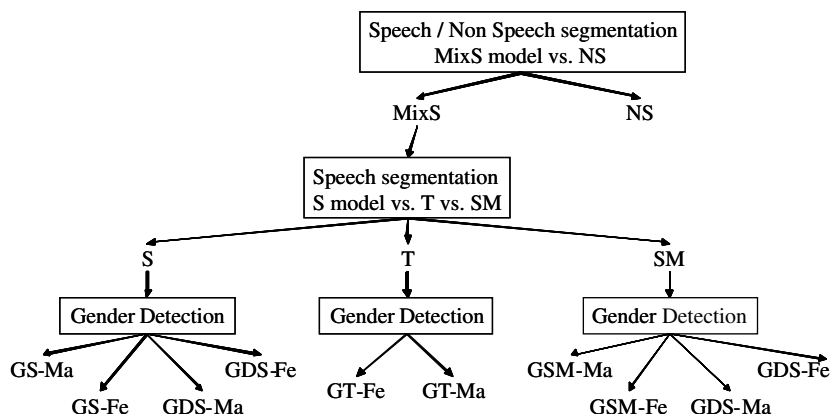 Speech / Non Speech segmentation
MixS model vs. NS
MixS
NS
Speech segmentation
S model vs. T vs. SM
S
T
SM
Gender Detection
Gender Detection
Gender Detection
GS-Ma
GDS-Fe
GS-Fe
GDS-Ma
GT-Fe
GT-Ma
GSM-Ma
GDS-Fe
GSM-Fe
GDS-Ma